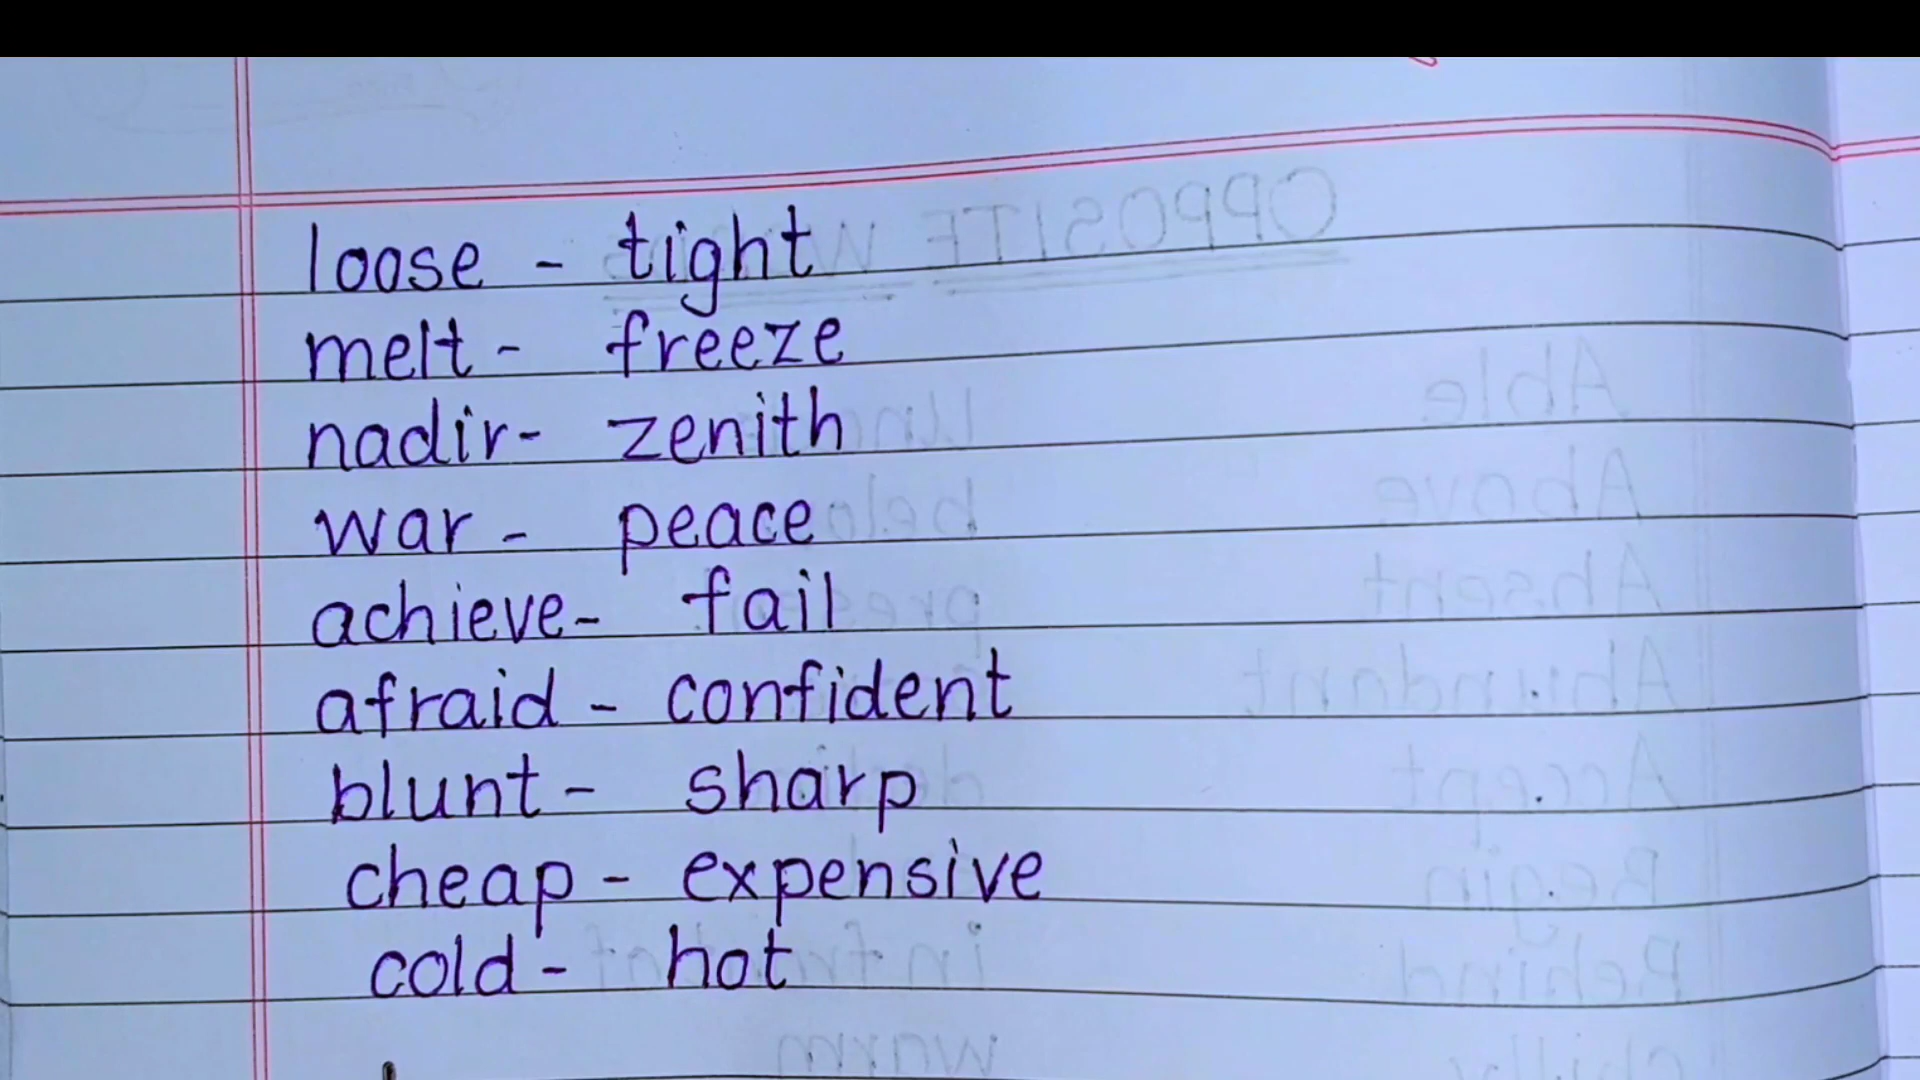 loose - tight
melt - freeze
nadir - zenith
war - peace
achieve - fail
afraid - confident
blunt - sharp
cheap - expensive
cold - hot